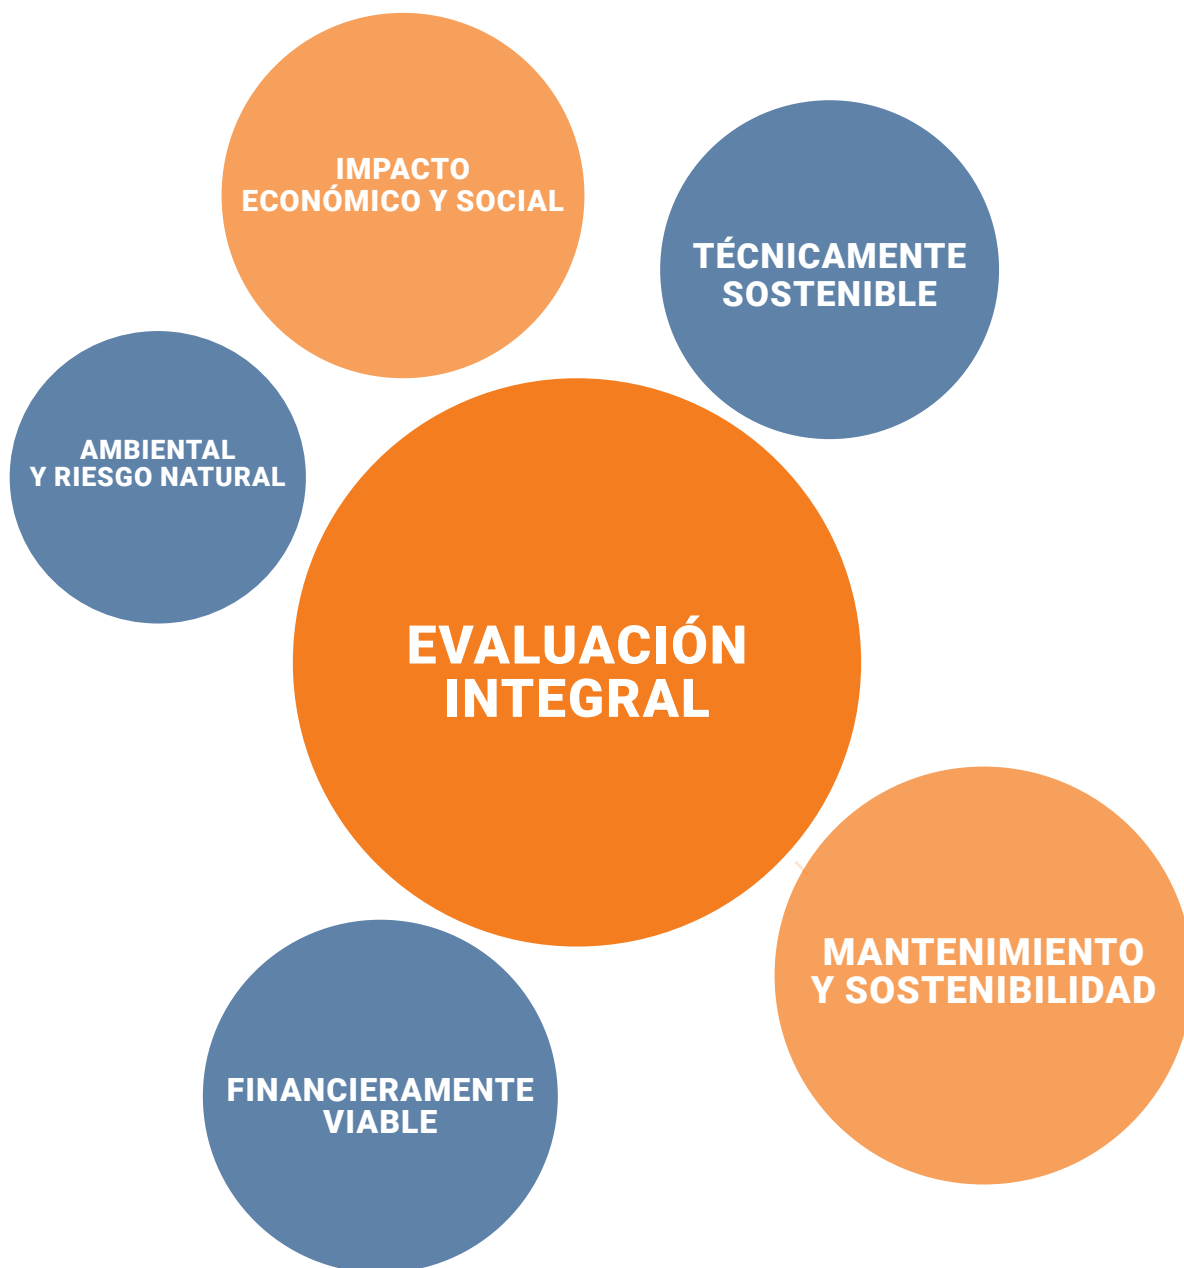 IMPACTO
ECONÓMICO Y SOCIAL
TÉCNICAMENTE
SOSTENIBLE
AMBIENTAL
Y RIESGO NATURAL
EVALUACIÓN
INTEGRAL
MANTENIMIENTO
Y SOSTENIBILIDAD
FINANCIERAMENTE
VIABLE